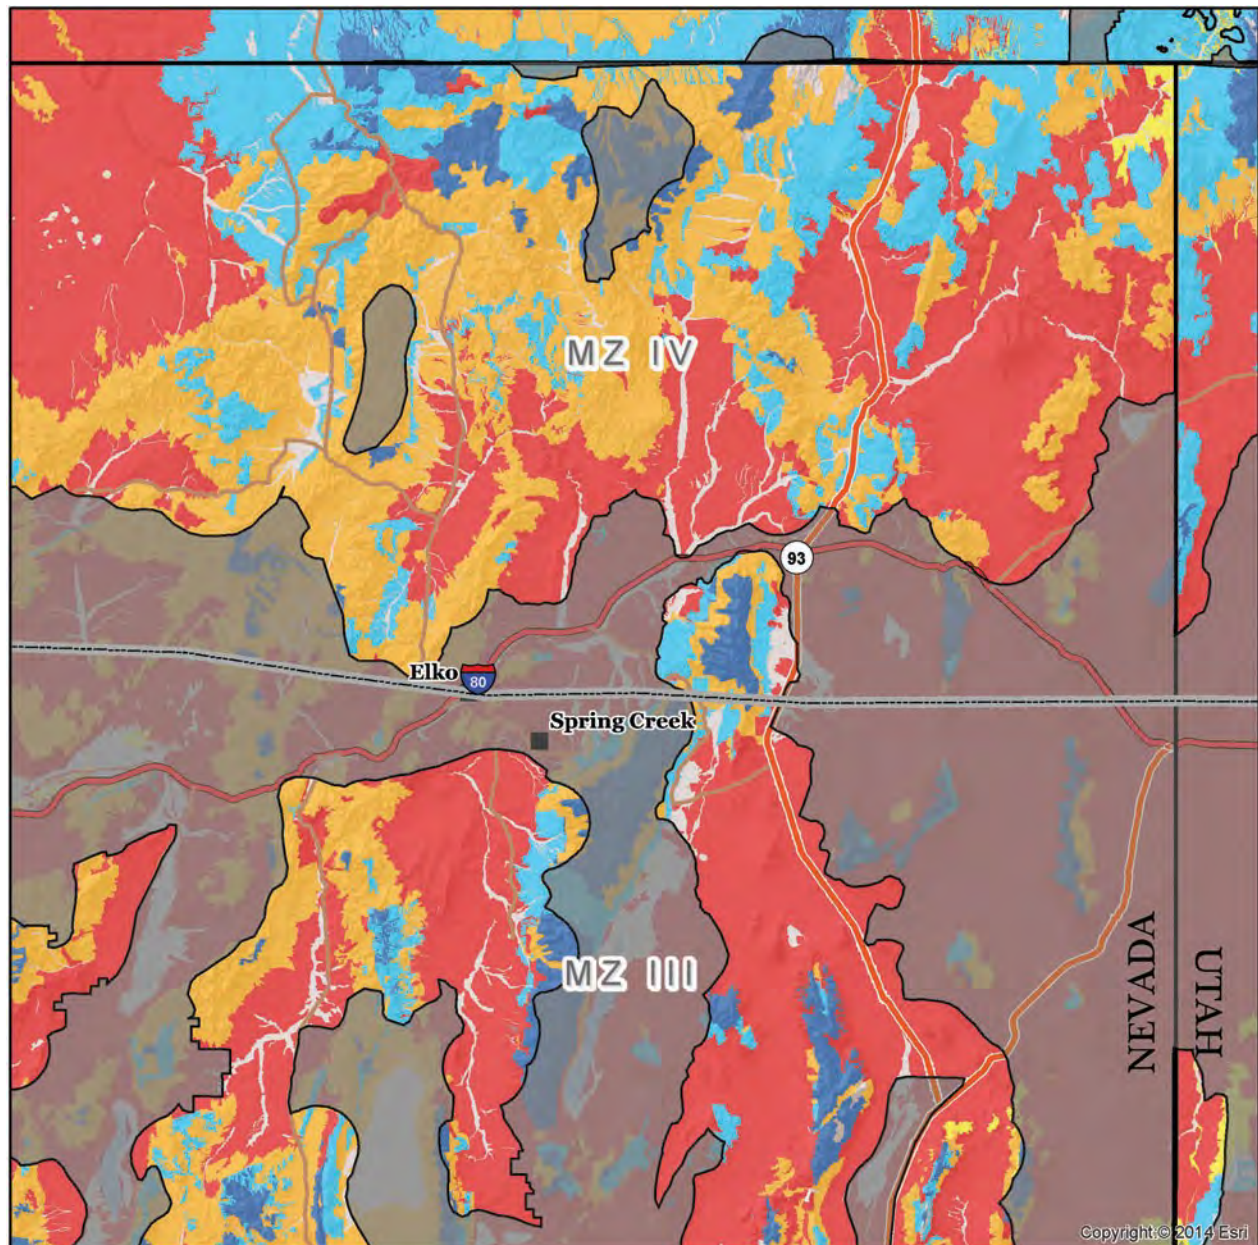 MZ IV
93
Elko
80
Spring Creek
MZ III
NEVADA
UTAH
Copyright:© 2014 Esri